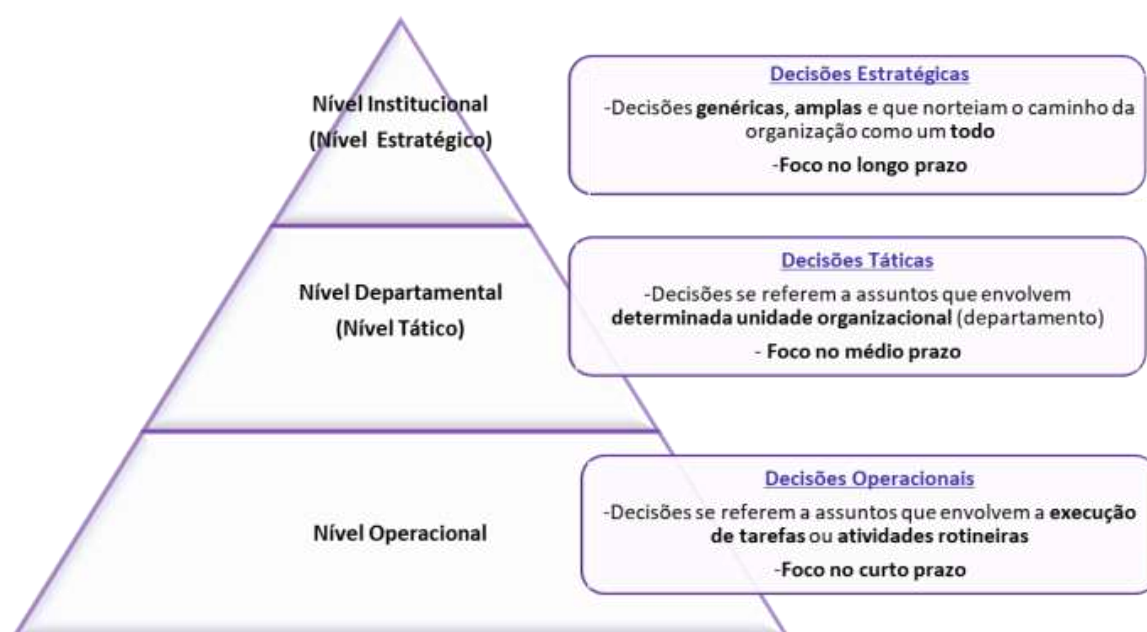 Nível Institucional
(Nível Estratégico)
Decisões Estratégicas
-Decisões genéricas, amplas e que norteiam o caminho da
organização como um todo
-Foco no longo prazo
Nível Departamental
(Nível Tático)
Decisões Táticas
-Decisões se referem a assuntos que envolvem
determinada unidade organizacional (departamento)
- Foco no médio prazo
Nível Operacional
Decisões Operacionais
-Decisões se referem a assuntos que envolvem a execução
de tarefas ou atividades rotineiras
-Foco no curto prazo